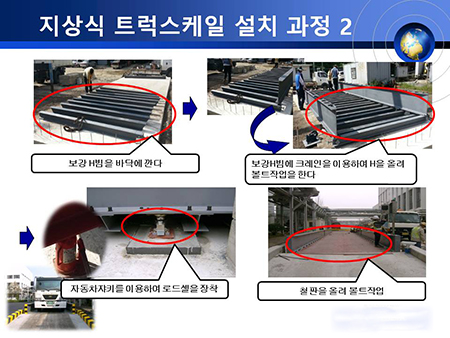 지상식 트럭스케일 설치 과정 2
보강 H빔을 바닥에 깐다
보강H빔에 크레인을 이용하여 H을 올려
볼트작업을 한다
자동차쟈키를 이용하여 로드셀을 장착
철판을 올려 볼트작업